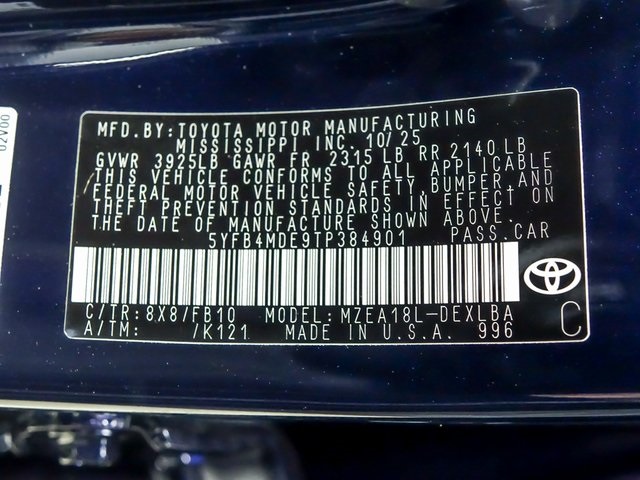 MFD.BY:TOYOTA MOTOR MANUFACTURING
MISSISSIPPI, INC. 10/25
GVWR 3925LB GAWR FR 2315 LB RR 2140 LB
THIS VEHICLE CONFORMS TO ALL APPLICABLE
FEDERAL MOTOR VEHICLE SAFETY, BUMPER, AND
THEFT PREVENTION STANDARDS IN EFFECT ON
THE DATE OF MANUFACTURE SHOWN ABOVE.
5YFB4MDE9TP384901 PASS.CAR
C/TR:8X8/FB10 MODEL:MZEA18L-DEXLBA
A/TM: /K121 MADE IN U.S.A. 996
C
02V00